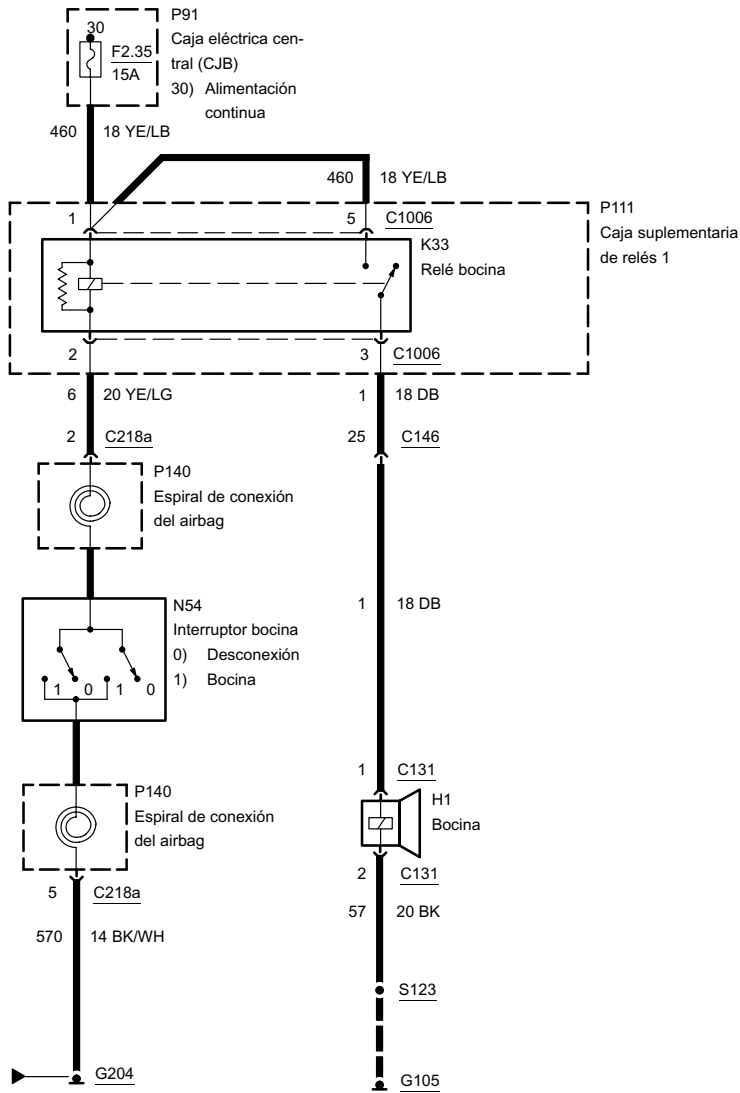 P91
30
F2.35
Caja eléctrica cen-
tral (CJB)
15A
30) Alimentación
continua
460 18 YE/LB
460 18 YE/LB
P111
1
5 C1006
Caja suplementaria
de relés 1
K33
Relé bocina
2
3 C1006
6 20 YE/LG
1 18 DB
2 C218a
25 C146
P140
Espiral de conexión
del airbag
N54
1 18 DB
Interruptor bocina
0) Desconexión
1) Bocina
1 0 1 0
1 C131
P140
H1
Espiral de conexión
Bocina
del airbag
2 C131
5 C218a
57 20 BK
570 14 BK/WH
S123
G204
G105